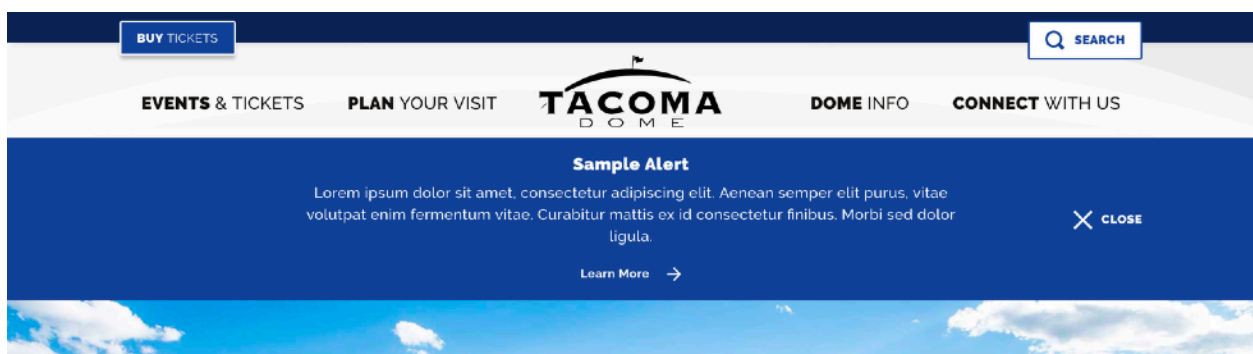 BUY TICKETS
SEARCH
EVENTS & TICKETS
PLAN YOUR VISIT
TACOMA
DOME
DOME INFO
CONNECT WITH US
Sample Alert
Lorem ipsum dolor sit amet, consectetur adipiscing elit. Aenean semper elit purus, vitae
volutpat enim fermentum vitae. Curabitur mattis ex id consectetur finibus. Morbi sed dolor
ligula.
CLOSE
Learn More